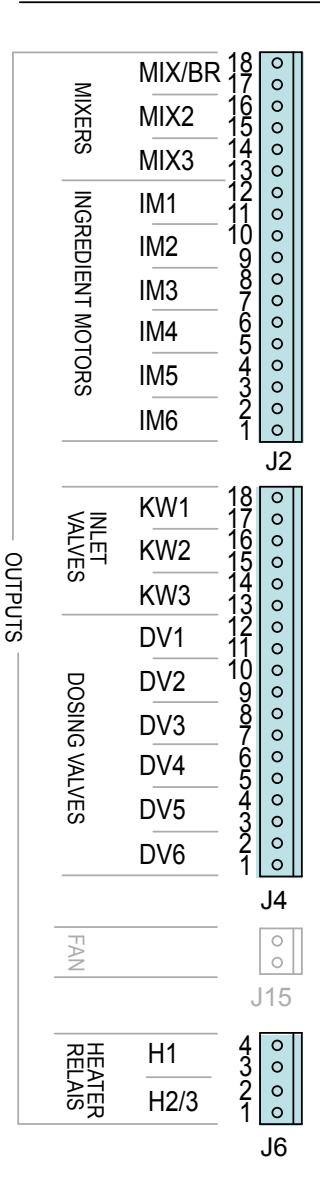 OUTPUTS
MIXERS
MIX/BR 18
17
MIX2 16
15
MIX3 14
13
INGREDIENT MOTORS
IM1 12
11
IM2 10
9
IM3 8
7
IM4 6
5
IM5 4
3
IM6 2
1
J2
INLET
VALVES
KW1 18
17
KW2 16
15
KW3 14
13
DOSING VALVES
DV1 12
11
DV2 10
9
DV3 8
7
DV4 6
5
DV5 4
3
DV6 2
1
J4
FAN
J15
HEATER
RELAIS
H1 4
3
H2/3 2
1
J6